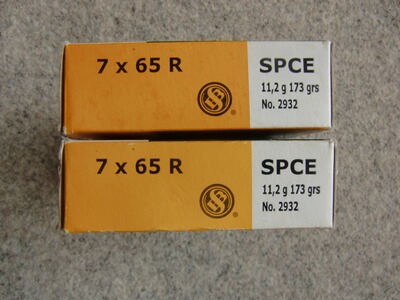 7 x 65 R
SPCE
11,2 g 173 grs
No. 2932
7 x 65 R
SPCE
11,2 g 173 grs
No. 2932